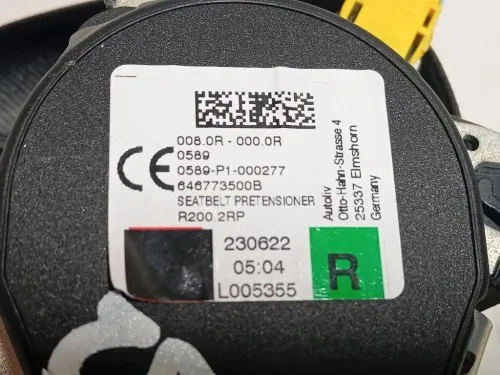 008.0R - 000.0R
0589
0589-P1-000277
646773500B
SEATBELT PRETENSIONER
R200.2RP
CE
230622
05:04
L005355
R
Autoliv
Otto-Hahn-Strasse 4
25337 Elmshorn
Germany